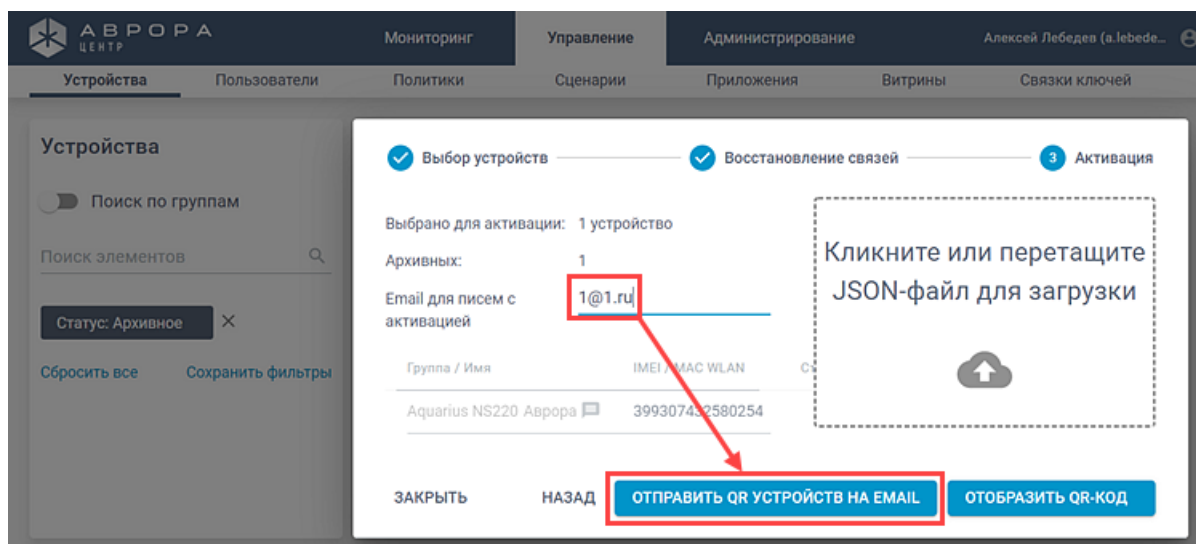 АВРОРА
ЦЕНТР
Мониторинг Управление Администрирование Алексей Лебедев (a.lebede...
Устройства Пользователи Политики Сценарии Приложения Витрины Связки ключей
Устройства
Поиск по группам
Поиск элементов
Статус: Архивное
Сбросить все Сохранить фильтры
Выбор устройств Восстановление связей 3 Активация
Выбрано для активации: 1 устройство
Архивных: 1
Email для писем с
активацией
1@1.ru
Группа / Имя IMEI / MAC WLAN
Aquarius NS220 Аврора 399307432580254
Кликните или перетащите
JSON-файл для загрузки
ЗАКРЫТЬ НАЗАД ОТПРАВИТЬ QR УСТРОЙСТВ НА EMAIL ОТОБРАЗИТЬ QR-КОД